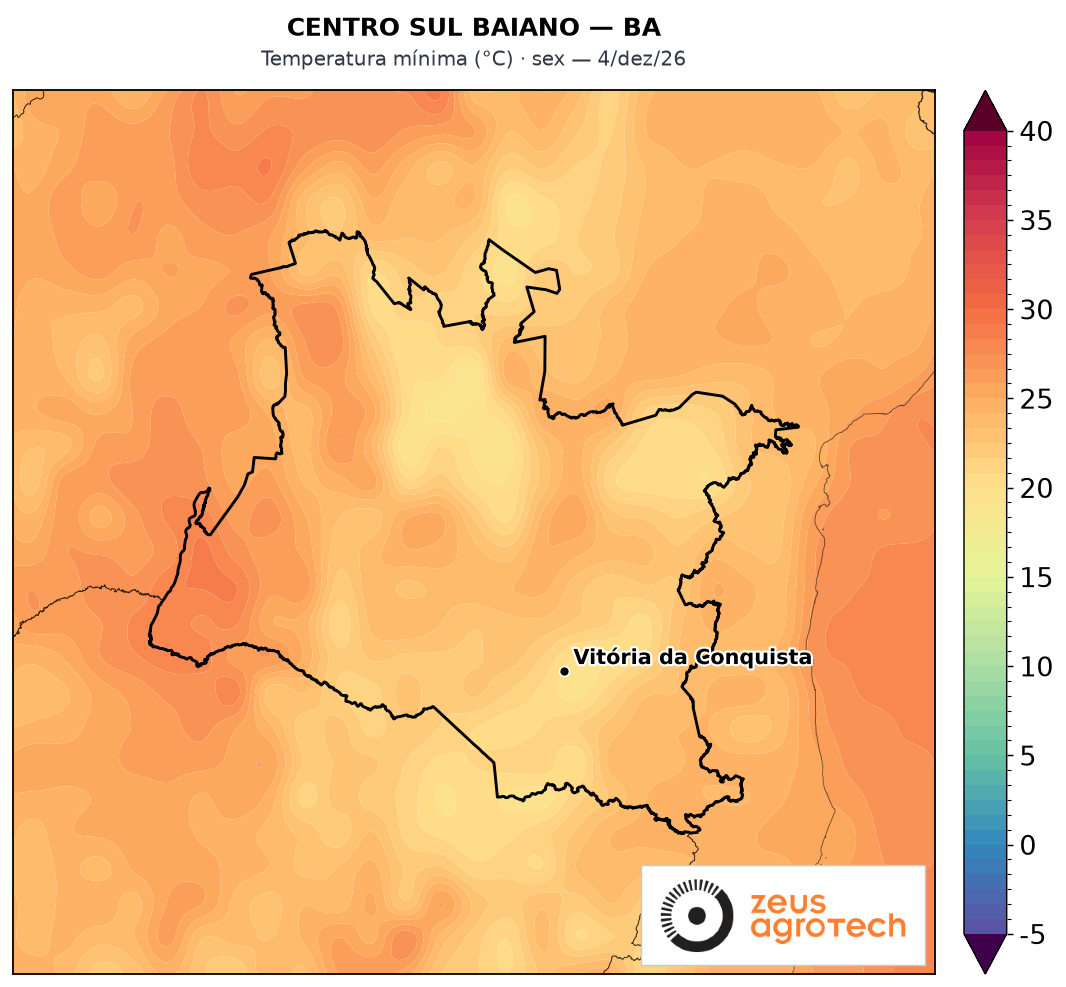 CENTRO SUL BAIANO — BA
Temperatura mínima (°C) · sex — 4/dez/26
40
35
30
25
20
15
10
5
0
-5
Vitória da Conquista
zeus
agrotech